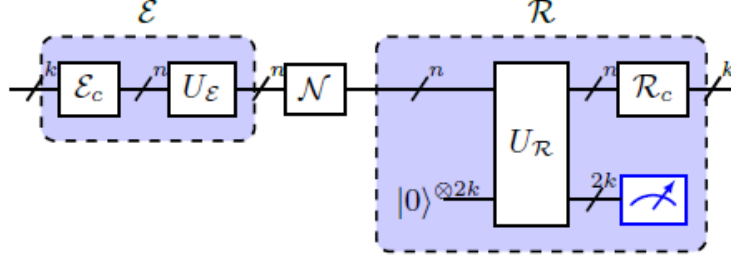 ℰ ℛ
k ℰ_c n U_ℰ n 𝒩 n U_ℛ n ℛ_c k
|0⟩^{⊗2k} 2k